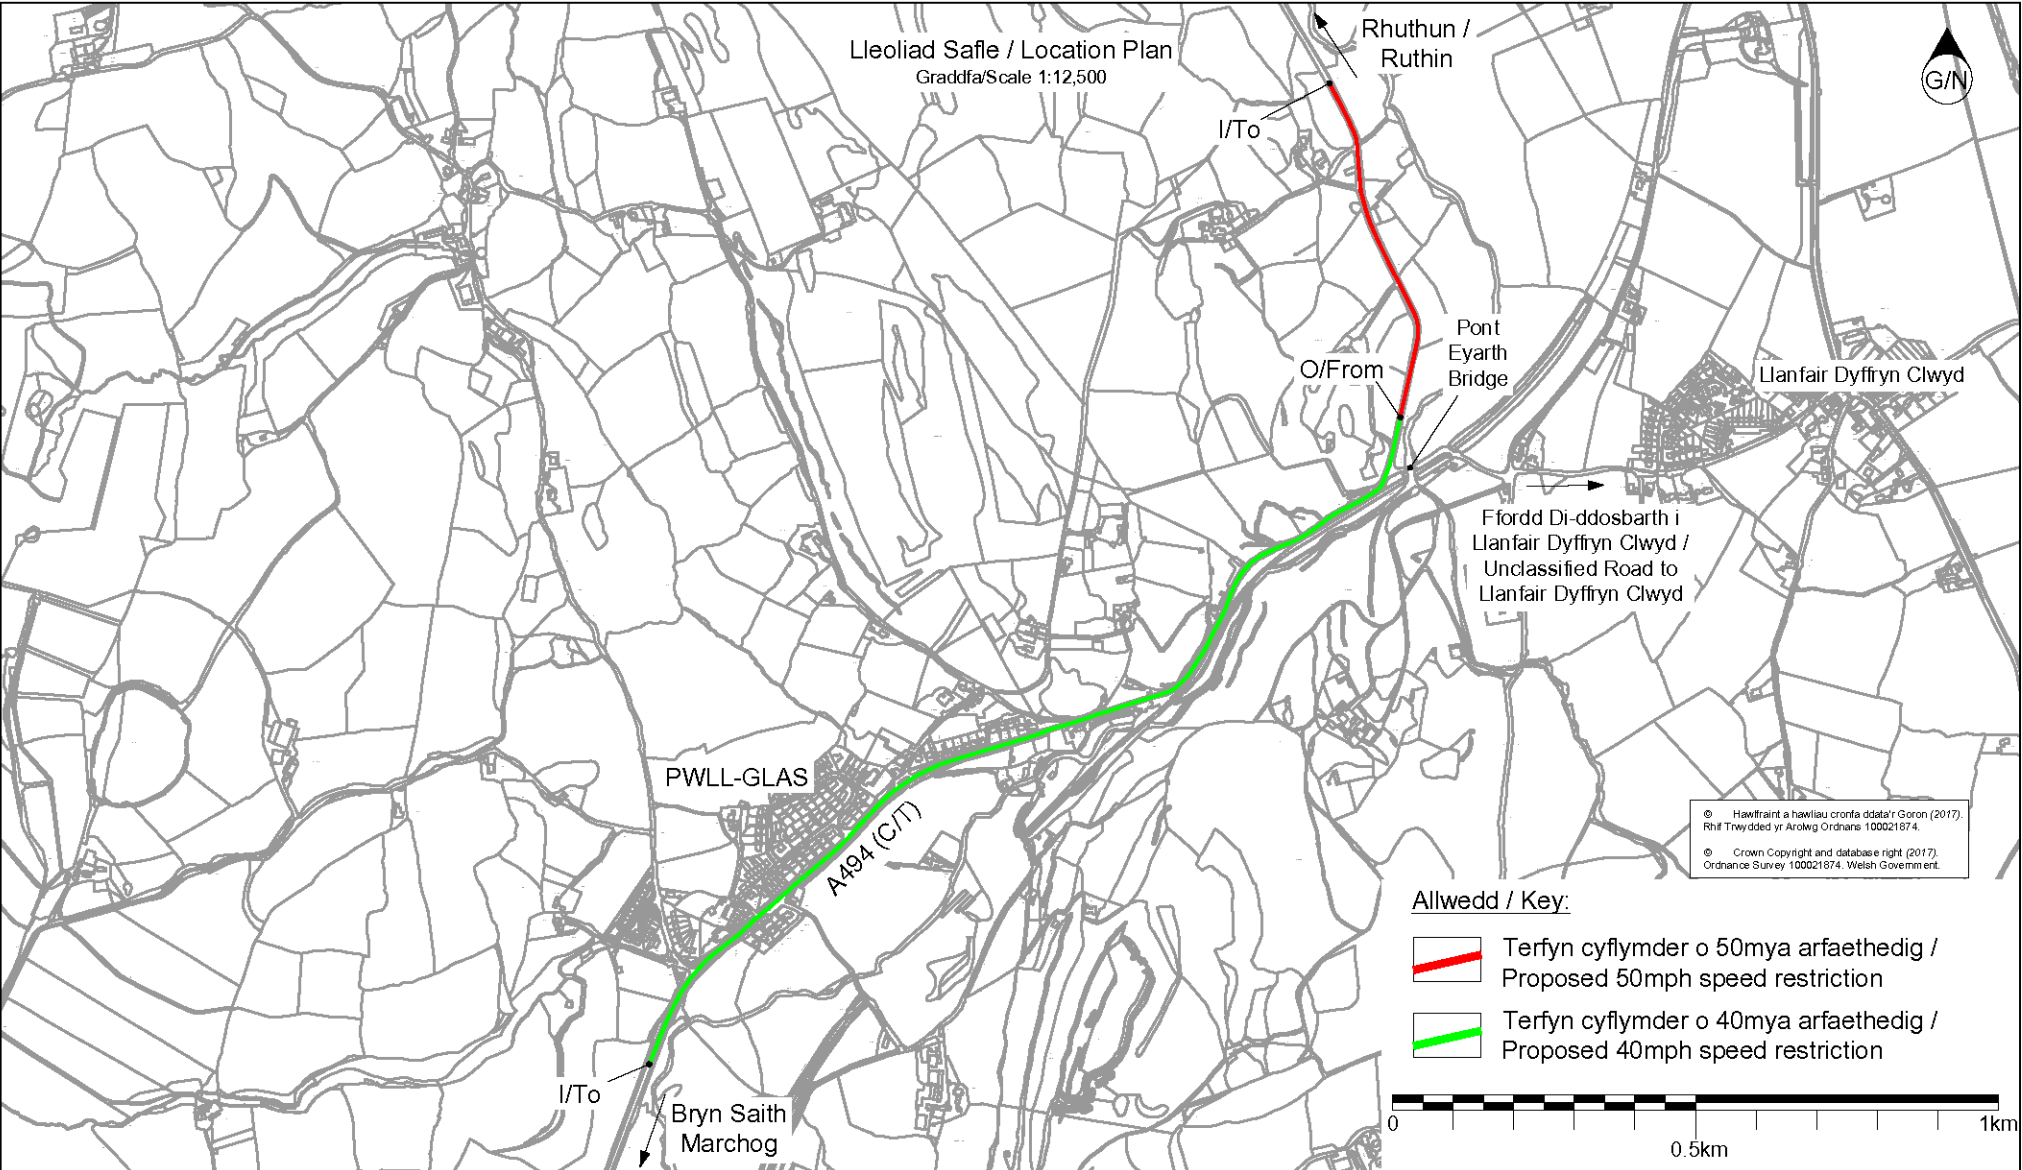 Lleoliad Safle / Location Plan
Graddfa/Scale 1:12,500
Rhuthun /
Ruthin
G/N
I/To
Pont
Eyarth
Bridge
O/From
Llanfair Dyffryn Clwyd
Ffordd Di-ddosbarth i
Llanfair Dyffryn Clwyd /
Unclassified Road to
Llanfair Dyffryn Clwyd
PWLL-GLAS
A494 (C/T)
I/To
Bryn Saith
Marchog
© Hawlfraint a hawliau cronfa ddata'r Goron (2017).
Rhif Trwydded yr Arolwg Ordnans 100021874.
© Crown Copyright and database right (2017).
Ordnance Survey 100021874. Welsh Government.
Allwedd / Key:
Terfyn cyflymder o 50mya arfaethedig /
Proposed 50mph speed restriction
Terfyn cyflymder o 40mya arfaethedig /
Proposed 40mph speed restriction
0 1km
0.5km